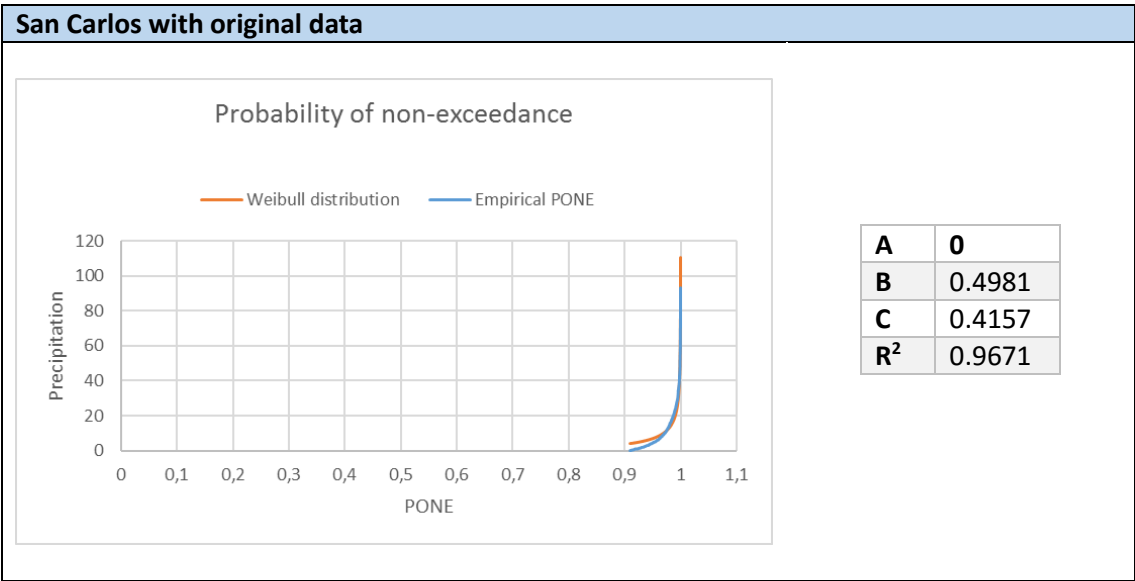 San Carlos with original data
Probability of non-exceedance
Weibull distribution Empirical PONE
120
100
80
60
40
20
0
Precipitation
0 0,1 0,2 0,3 0,4 0,5 0,6 0,7 0,8 0,9 1 1,1
PONE
A 0
B 0.4981
C 0.4157
R² 0.9671